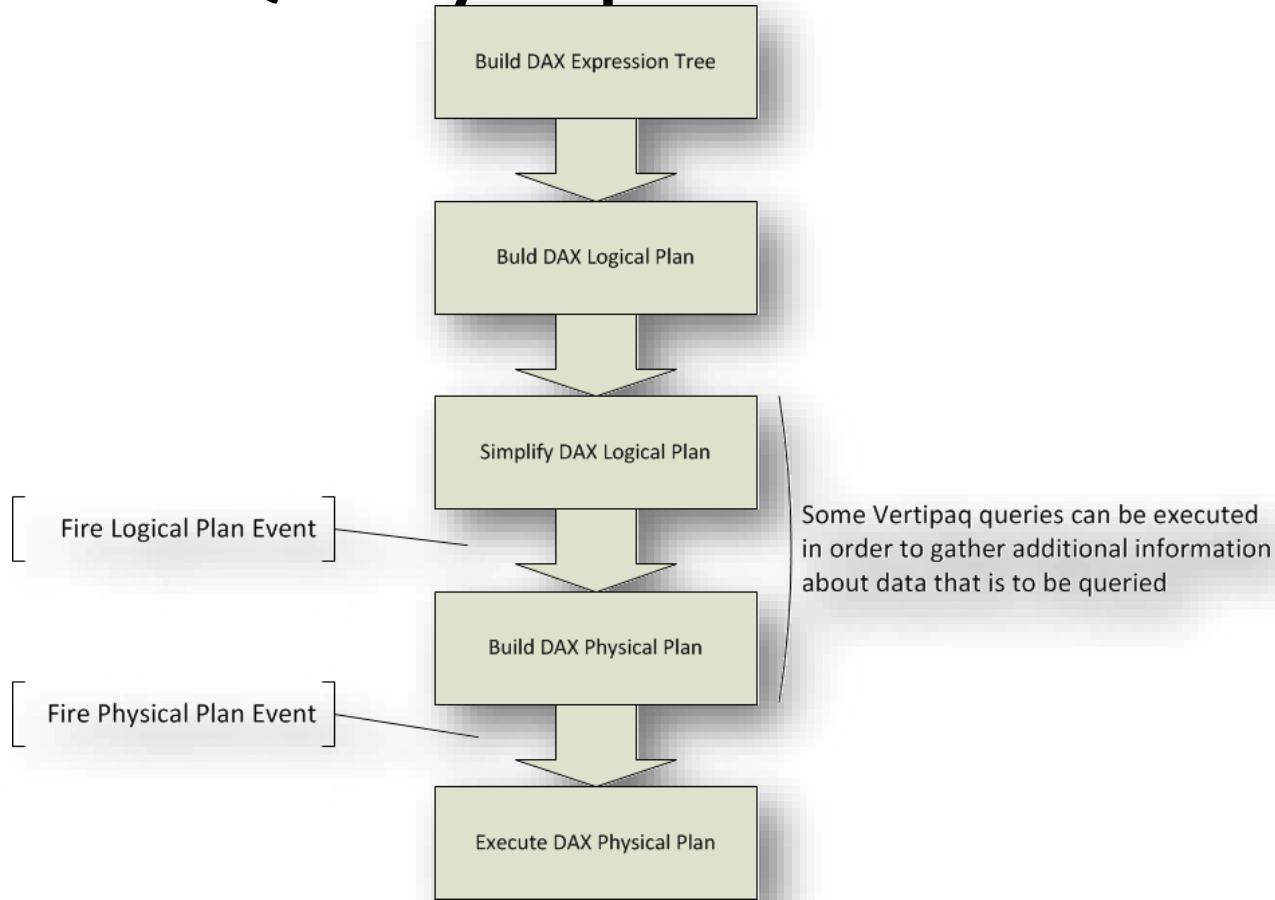 Build DAX Expression Tree
Buld DAX Logical Plan
Simplify DAX Logical Plan
Fire Logical Plan Event
Some Vertipaq queries can be executed
in order to gather additional information
about data that is to be queried
Build DAX Physical Plan
Fire Physical Plan Event
Execute DAX Physical Plan